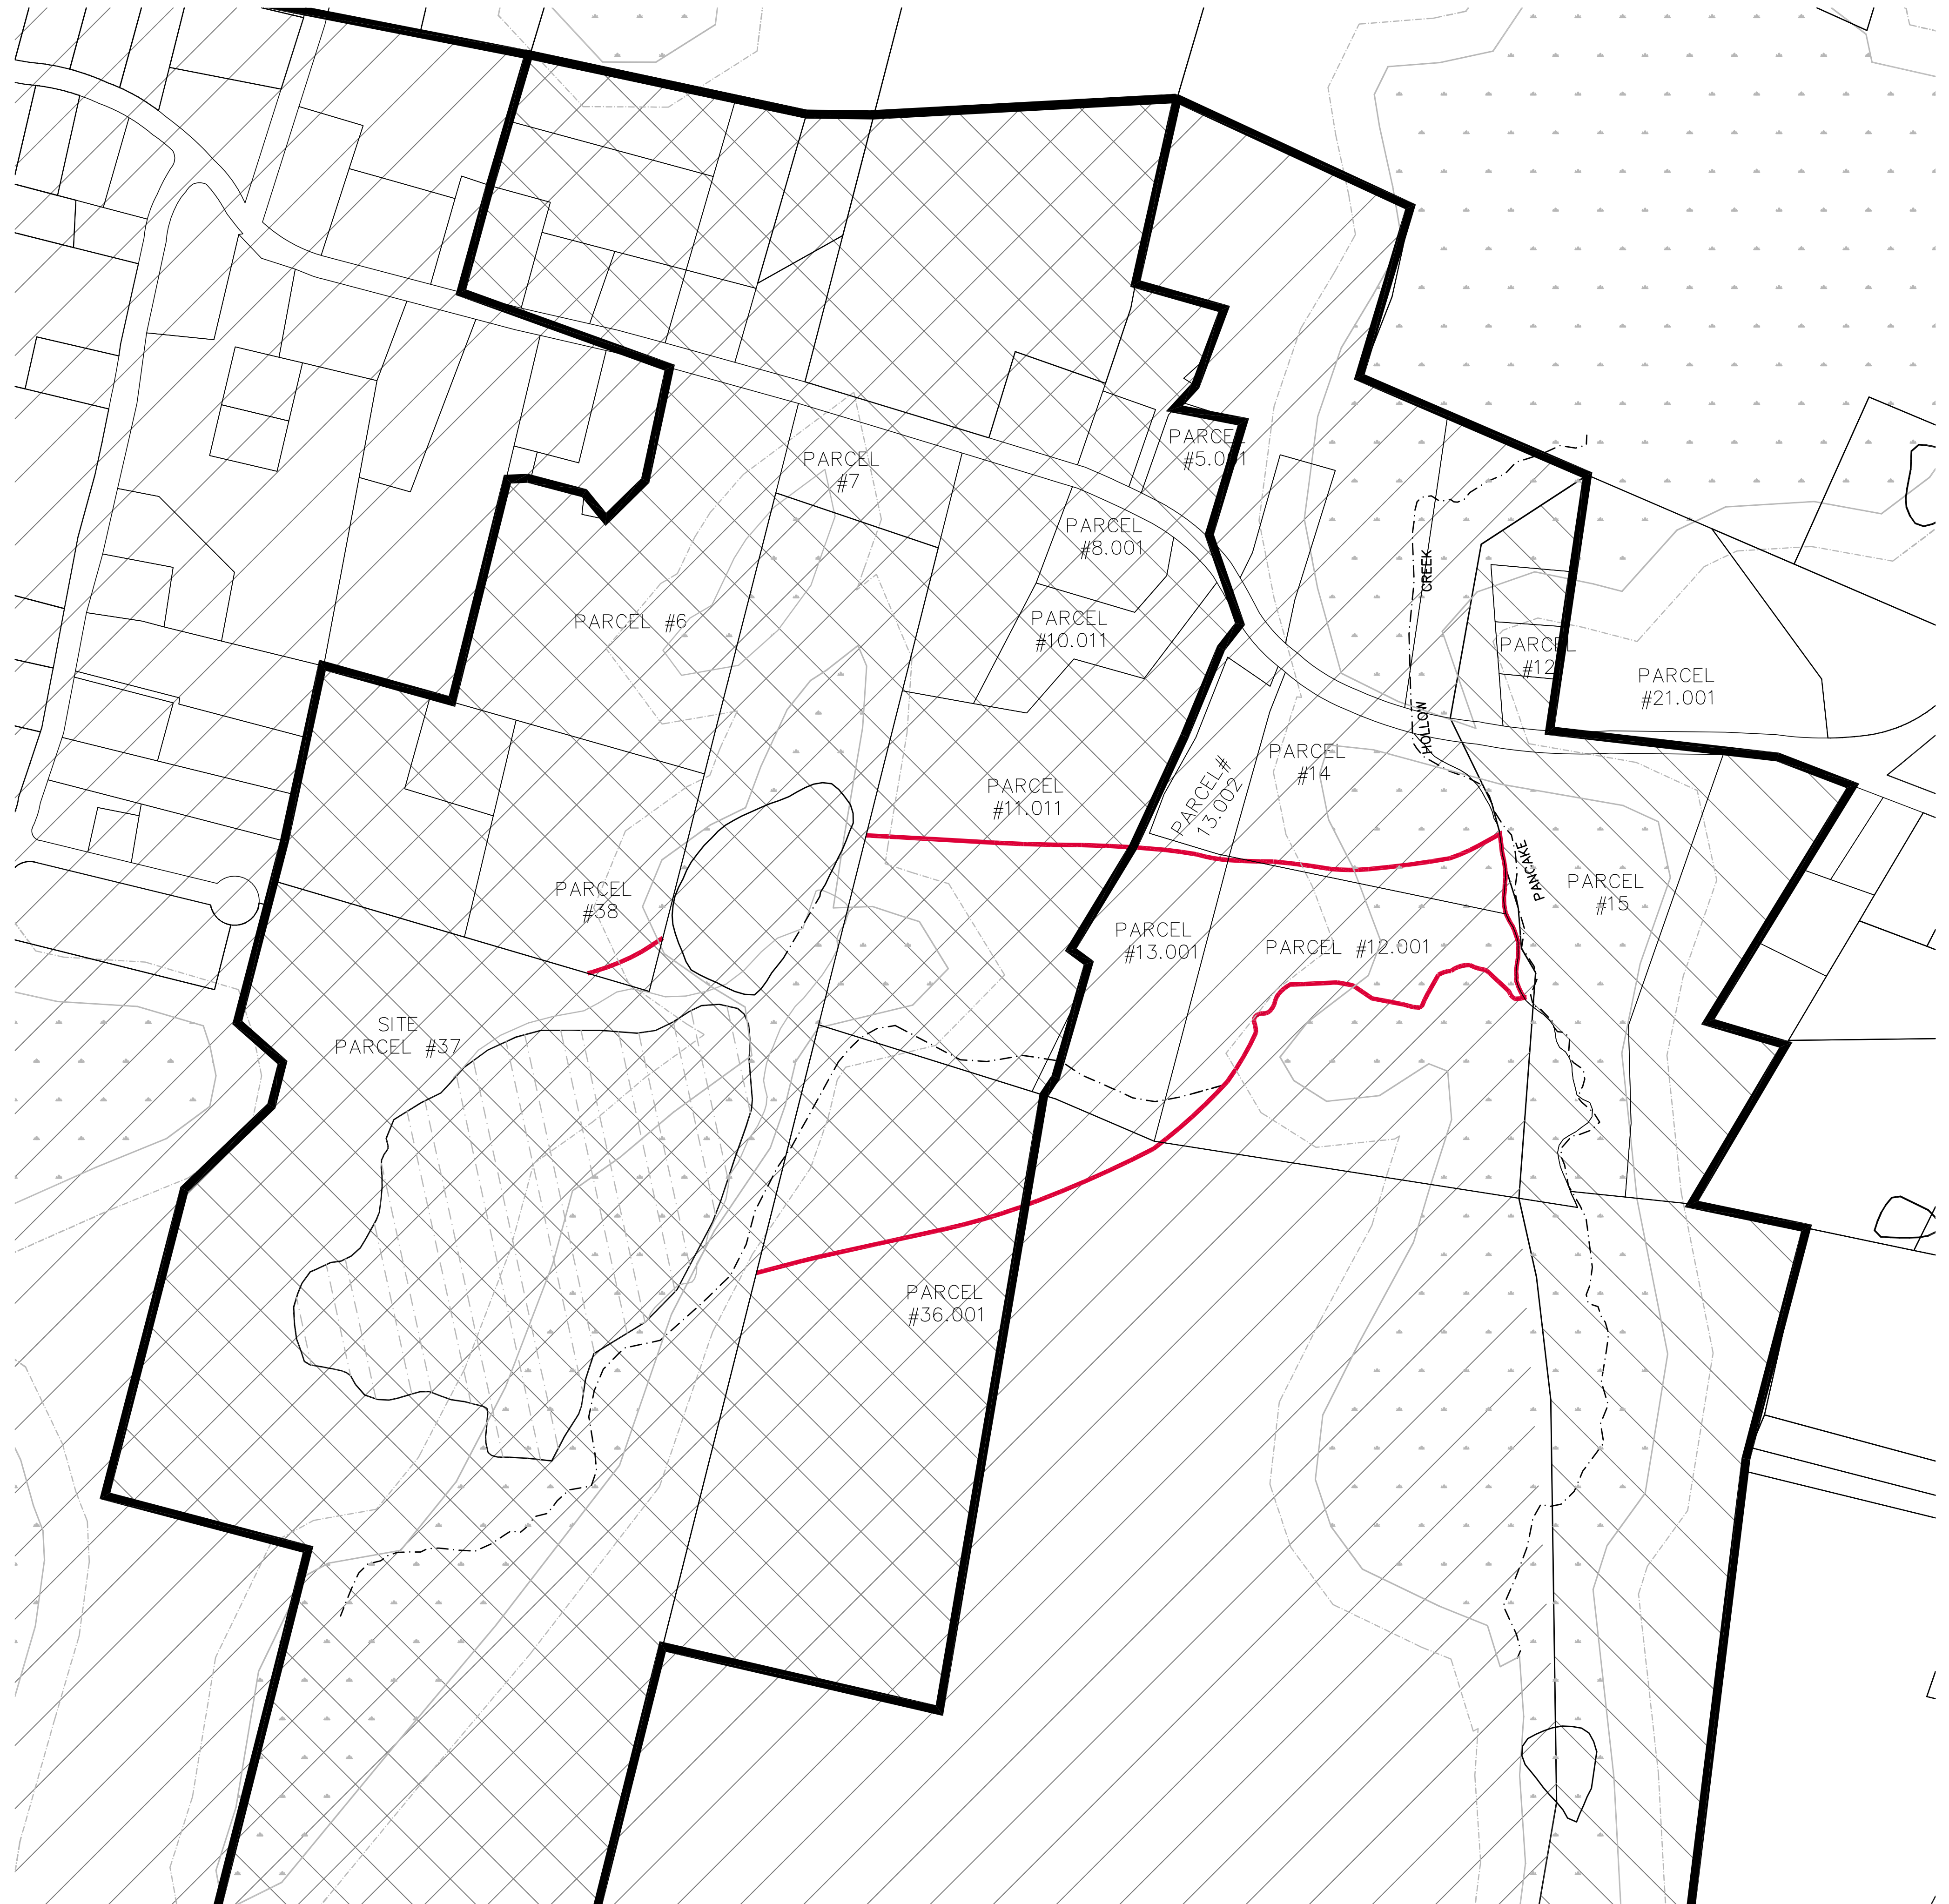 PARCEL
#5.001
PARCEL
#7
PARCEL
#8.001
CREEK
PARCEL #6
PARCEL
#10.011
PARCEL
#12
PARCEL
#21.001
HOLLOW
PARCEL
#14
PARCEL
#11.011
PARCEL#
13.002
PANCAKE
PARCEL
#38
PARCEL
#15
PARCEL
#13.001
PARCEL #12.001
SITE
PARCEL #37
PARCEL
#36.001